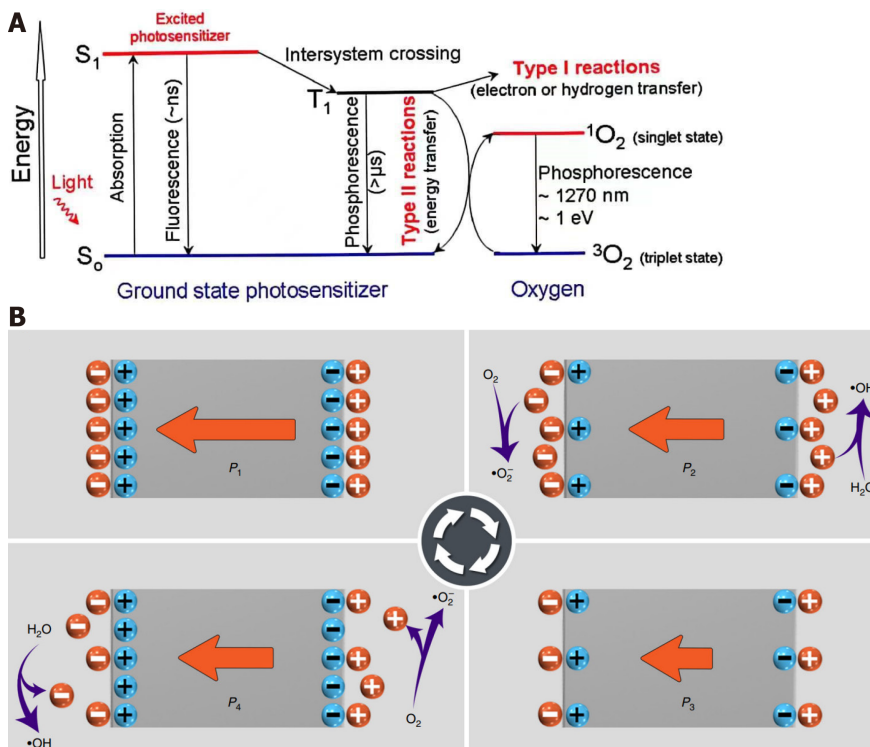 A
Excited
photosensitizer
S1
Intersystem crossing
T1
Type I reactions
(electron or hydrogen transfer)
Energy
Light
Absorption
Fluorescence (~ns)
Phosphorescence
(>μs)
Type II reactions
(energy transfer)
¹O₂ (singlet state)
Phosphorescence
~ 1270 nm
~ 1 eV
So
³O₂ (triplet state)
Ground state photosensitizer
Oxygen
B
P1
O₂
•O₂⁻
P2
•OH
H₂O
H₂O
•OH
P4
•O₂⁻
O₂
P3